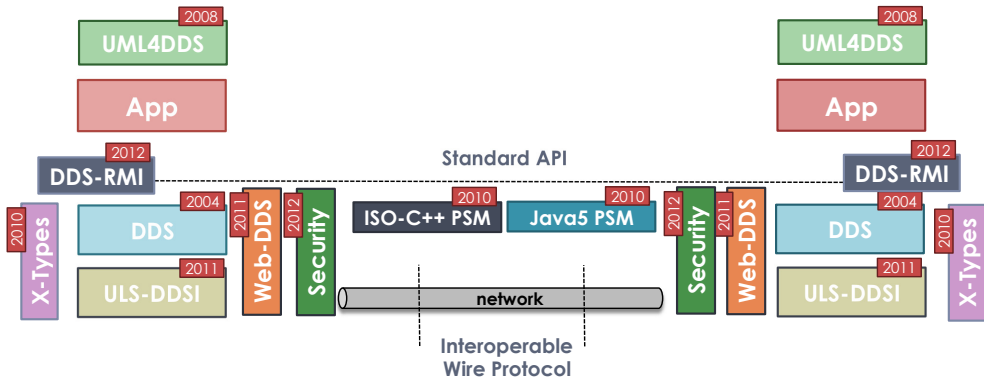 2008
UML4DDS
App
2012
DDS-RMI
Standard API
2008
UML4DDS
App
2012
DDS-RMI
2010
X-Types
2004
DDS
2011
ULS-DDSI
2011
Web-DDS
2012
Security
2010
ISO-C++ PSM
2010
Java5 PSM
network
Interoperable
Wire Protocol
2012
Security
2011
Web-DDS
2004
DDS
2011
ULS-DDSI
2010
X-Types